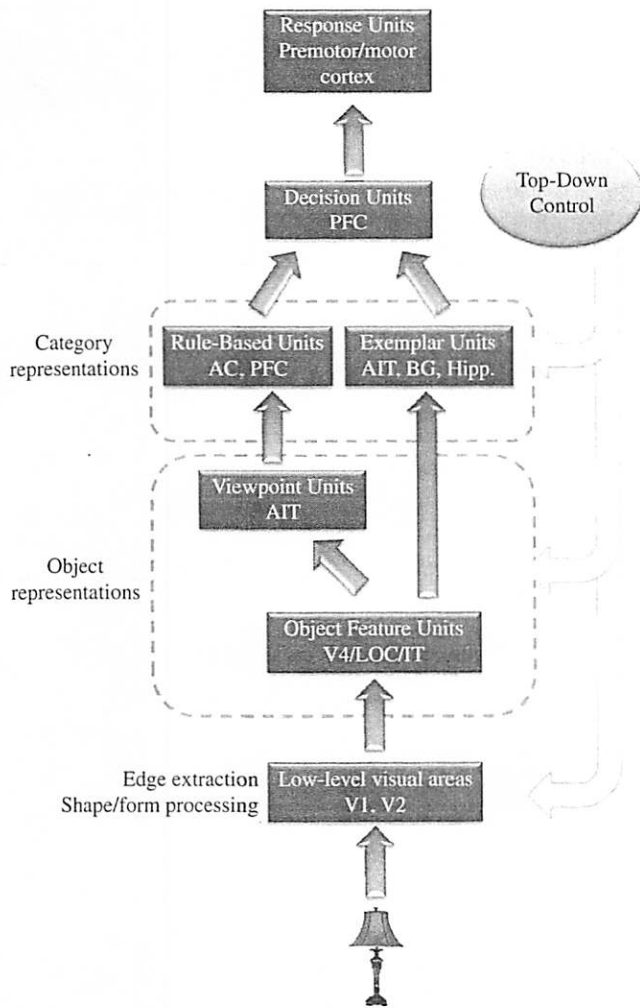 Response Units
Premotor/motor
cortex
Decision Units
PFC
Top-Down
Control
Category
representations
Rule-Based Units
AC, PFC
Exemplar Units
AIT, BG, Hipp.
Viewpoint Units
AIT
Object
representations
Object Feature Units
V4/LOC/IT
Edge extraction
Shape/form processing
Low-level visual areas
V1, V2